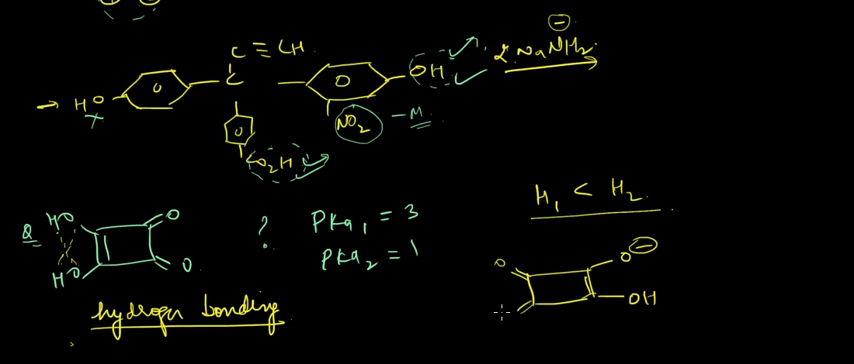 C ≡ CH
2 NaNH2 ⊖
→ HO C OH
NO2 – M
CO2H
H1 < H2
Q HO O ? PKa1 = 3
HO O PKa2 = 1
O O ⊖
OH
hydrogen bonding